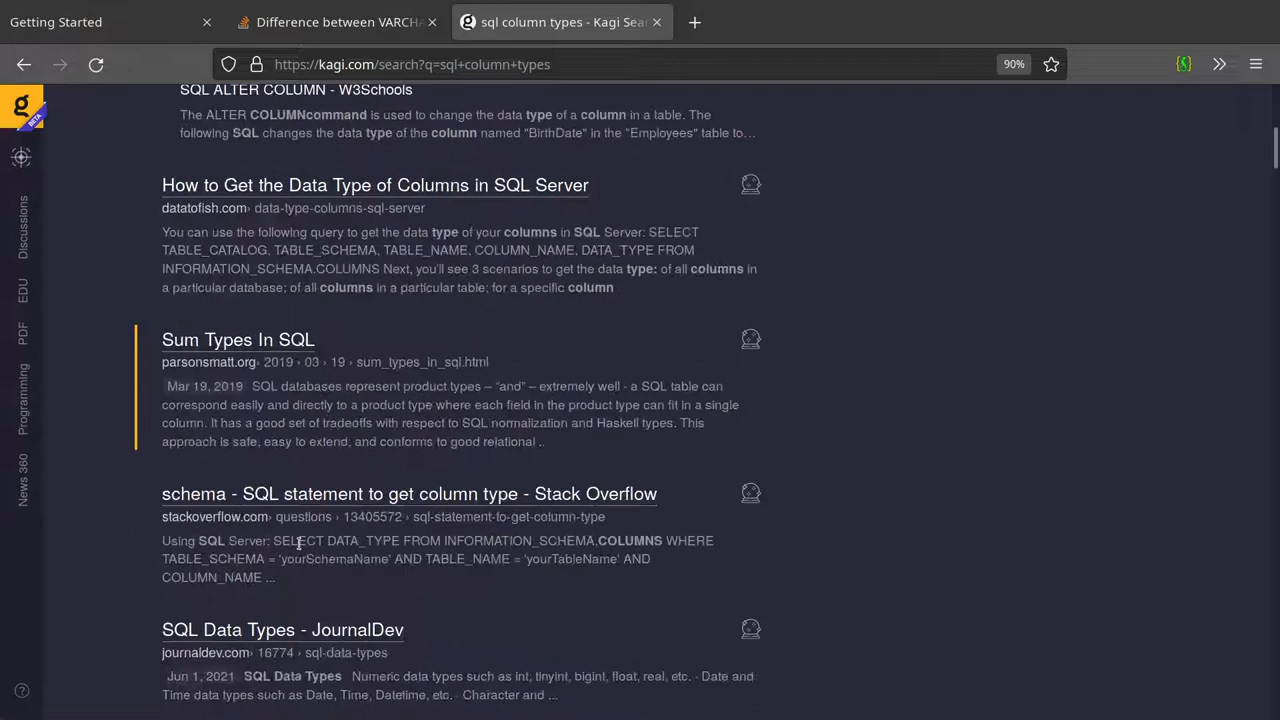 Getting Started
Difference between VARCHA
sql column types - Kagi Sear
https://kagi.com/search?q=sql+column+types
90%
g
BETA
Discussions
EDU
PDF
Programming
News 360
SQL ALTER COLUMN - W3Schools
The ALTER COLUMNcommand is used to change the data type of a column in a table. The
following SQL changes the data type of the column named "BirthDate" in the "Employees" table to…
How to Get the Data Type of Columns in SQL Server
datatofish.com› data-type-columns-sql-server
You can use the following query to get the data type of your columns in SQL Server: SELECT
TABLE_CATALOG, TABLE_SCHEMA, TABLE_NAME, COLUMN_NAME, DATA_TYPE FROM
INFORMATION_SCHEMA.COLUMNS Next, you'll see 3 scenarios to get the data type: of all columns
in a particular database; of all columns in a particular table; for a specific column
Sum Types In SQL
parsonsmatt.org› 2019 › 03 › 19 › sum_types_in_sql.html
Mar 19, 2019 SQL databases represent product types – “and” – extremely well - a SQL table can
correspond easily and directly to a product type where each field in the product type can fit in a single
column. It has a good set of tradeoffs with respect to SQL normalization and Haskell types. This
approach is safe, easy to extend, and conforms to good relational ..
schema - SQL statement to get column type - Stack Overflow
stackoverflow.com› questions › 13405572 › sql-statement-to-get-column-type
Using SQL Server: SELECT DATA_TYPE FROM INFORMATION_SCHEMA.COLUMNS WHERE
TABLE_SCHEMA = 'yourSchemaName' AND TABLE_NAME = 'yourTableName' AND
COLUMN_NAME ...
SQL Data Types - JournalDev
journaldev.com› 16774 › sql-data-types
Jun 1, 2021 SQL Data Types Numeric data types such as int, tinyint, bigint, float, real, etc. · Date and
Time data types such as Date, Time, Datetime, etc. · Character and ...